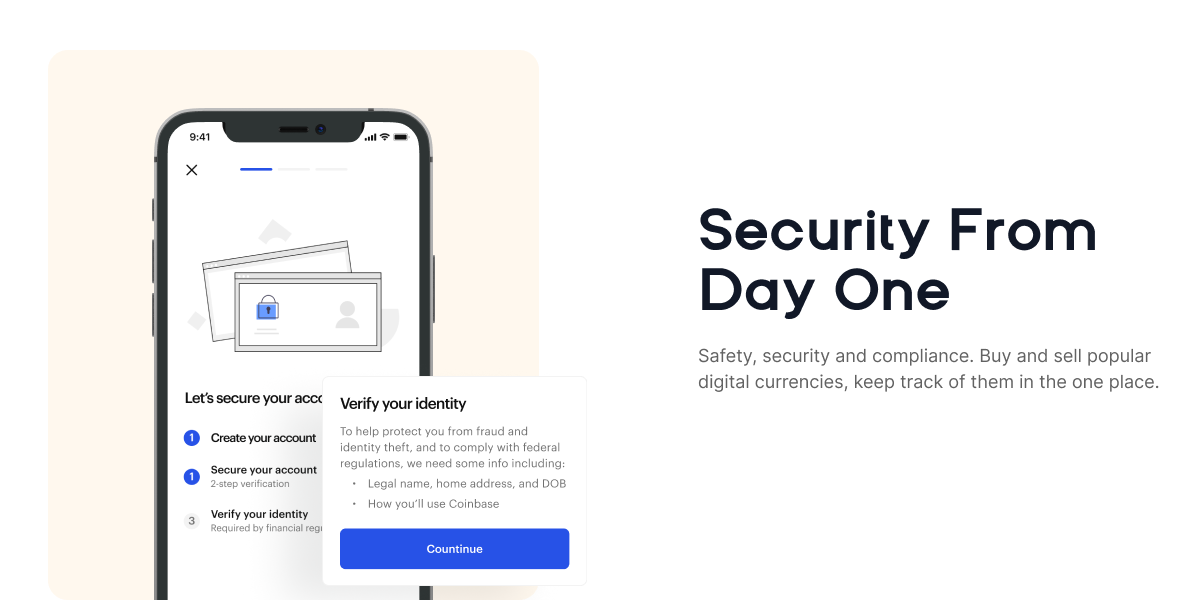 9:41
Let's secure your acco
1 Create your account
1 Secure your account
2-step verification
3 Verify your identity
Required by financial regu
Verify your identity
To help protect you from fraud and
identity theft, and to comply with federal
regulations, we need some info including:
• Legal name, home address, and DOB
• How you'll use Coinbase
Countinue
Security From
Day One
Safety, security and compliance. Buy and sell popular
digital currencies, keep track of them in the one place.